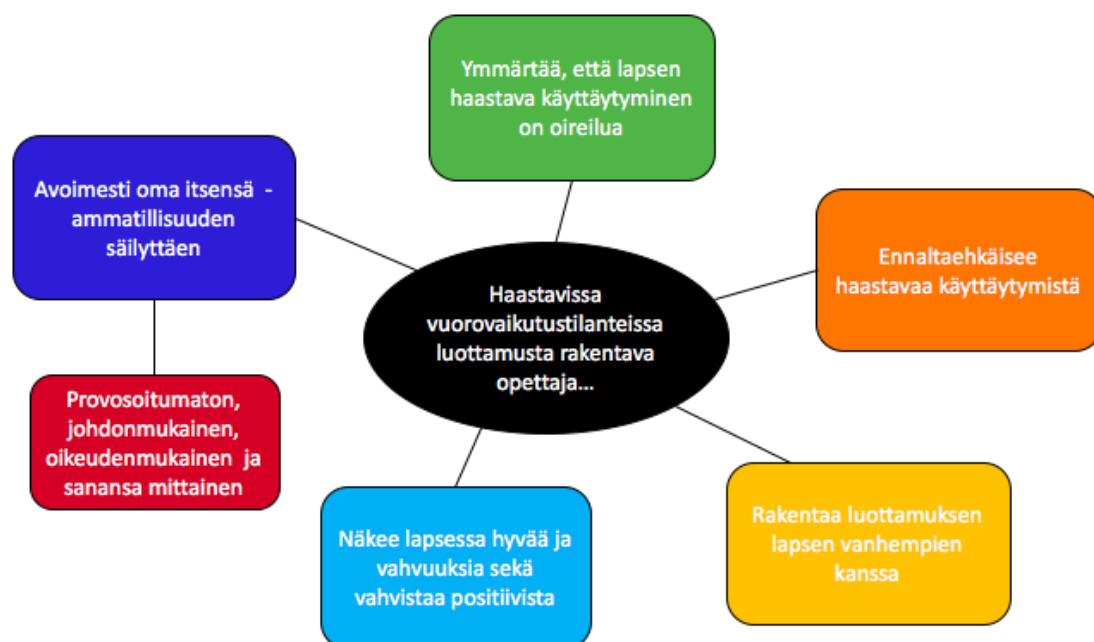 Ymmärtää, että lapsen
haastava käyttäytyminen
on oireilua
Avoimesti oma itsensä -
ammatillisuuden
säilyttäen
Ennaltaehkäisee
haastavaa käyttäytymistä
Haastavissa
vuorovaikutustilanteissa
luottamusta rakentava
opettaja...
Provosoitumaton,
johdonmukainen,
oikeudenmukainen ja
sanansa mittainen
Näkee lapsessa hyvää ja
vahvuuksia sekä
vahvistaa positiivista
Rakentaa luottamuksen
lapsen vanhempien
kanssa